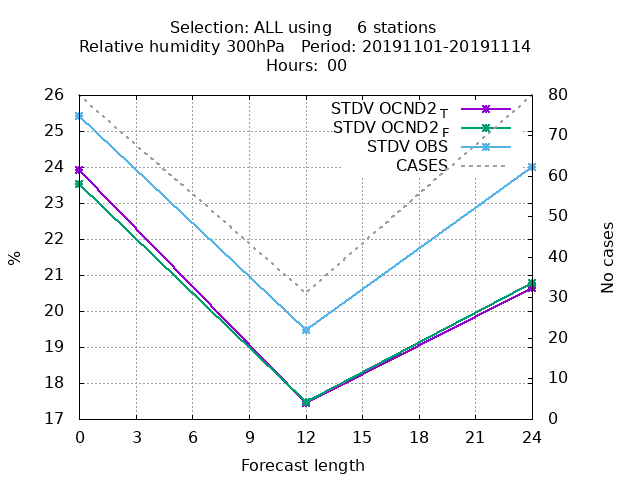 Selection: ALL using 6 stations
Relative humidity 300hPa Period: 20191101-20191114
Hours: 00
STDV OCND2 T
STDV OCND2 F
STDV OBS
CASES
26
25
24
23
22
21
20
19
18
17
%
80
70
60
50
40
30
20
10
0
No cases
0 3 6 9 12 15 18 21 24
Forecast length